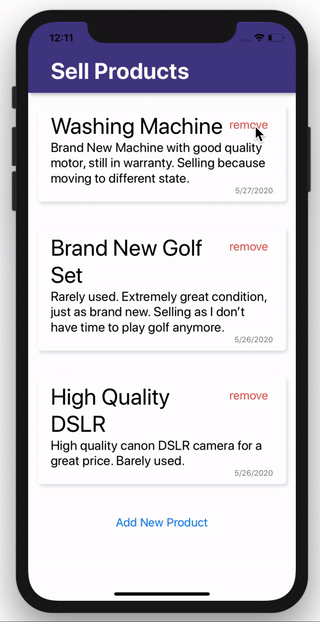 12:11
Sell Products
Washing Machine
remove
Brand New Machine with good quality
motor, still in warranty. Selling because
moving to different state.
5/27/2020
Brand New Golf
Set
remove
Rarely used. Extremely great condition,
just as brand new. Selling as I don't
have time to play golf anymore.
5/26/2020
High Quality
DSLR
remove
High quality canon DSLR camera for a
great price. Barely used.
5/26/2020
Add New Product